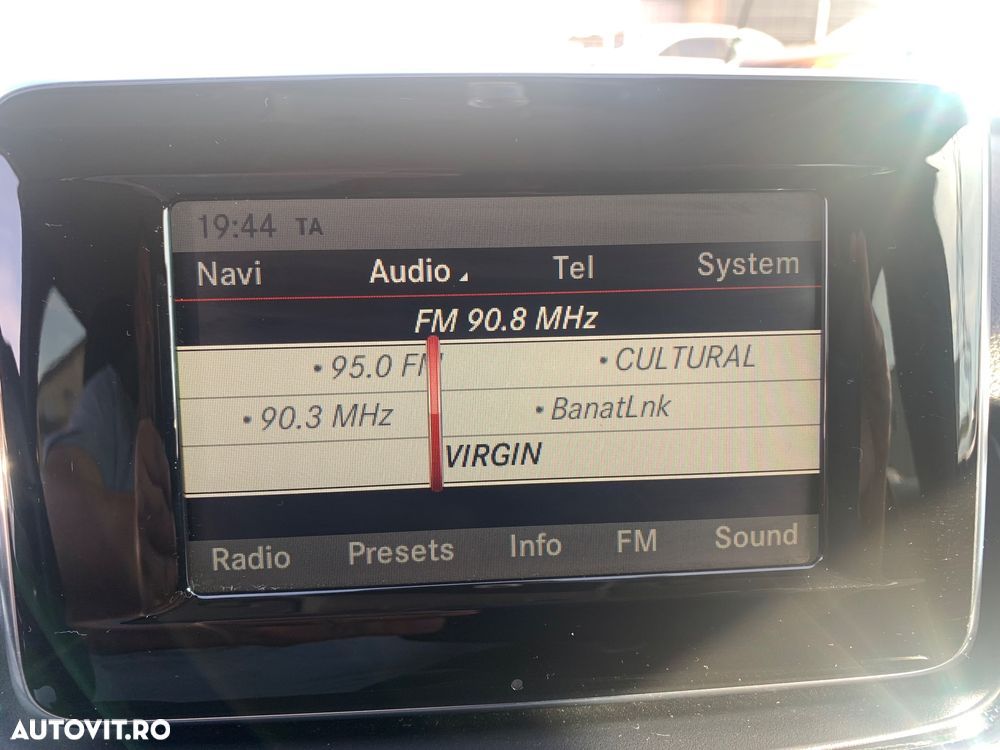 19:44 TA
Navi Audio Tel System
FM 90.8 MHz
• 95.0 FM • CULTURAL
• 90.3 MHz • BanatLnk
VIRGIN
Radio Presets Info FM Sound
AUTOVIT.RO